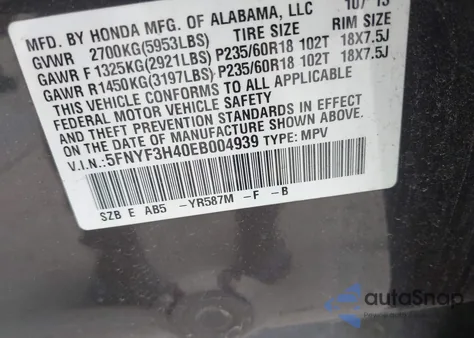 MFD. BY HONDA MFG. OF ALABAMA, LLC 10/13
GVWR 2700KG(5953LBS) TIRE SIZE RIM SIZE
GAWR F 1325KG(2921LBS) P235/60R18 102T 18X7.5J
GAWR R1450KG(3197LBS) P235/60R18 102T 18X7.5J
THIS VEHICLE CONFORMS TO ALL APPLICABLE
FEDERAL MOTOR VEHICLE SAFETY
AND THEFT PREVENTION STANDARDS IN EFFECT
ON THE DATE OF MANUFACTURE SHOWN ABOVE.
V.I.N.:5FNYF3H40EB004939 TYPE: MPV
SZB E AB5 -YR587M -F -B
autoSnap